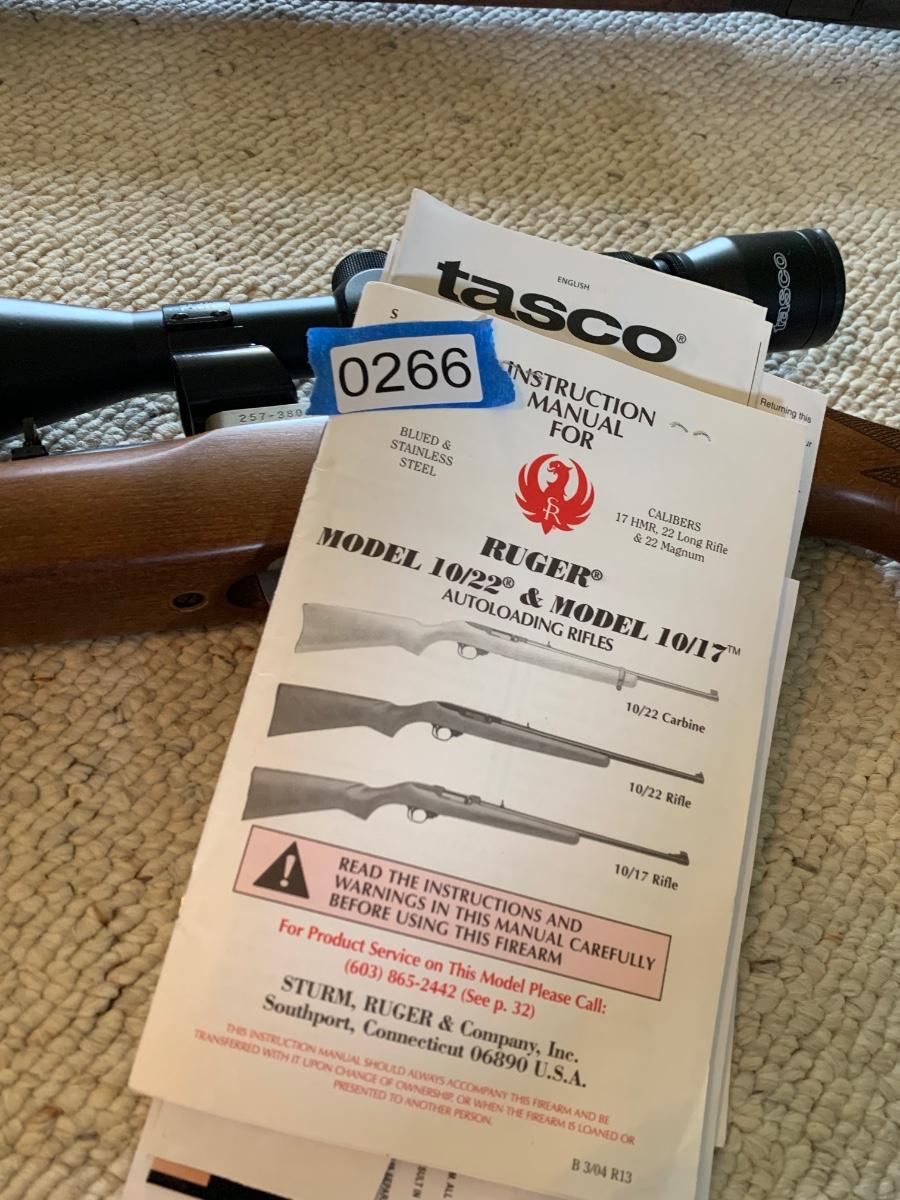 ENGLISH
tasco®
tasco
S
0266
257-380
Returning this
INSTRUCTION
MANUAL
FOR
BLUED &
STAINLESS
STEEL
CALIBERS
17 HMR, 22 Long Rifle
& 22 Magnum
RUGER®
MODEL 10/22® & MODEL 10/17™
AUTOLOADING RIFLES
10/22 Carbine
10/22 Rifle
10/17 Rifle
READ THE INSTRUCTIONS AND
WARNINGS IN THIS MANUAL CAREFULLY
BEFORE USING THIS FIREARM
For Product Service on This Model Please Call:
(603) 865-2442 (See p. 32)
STURM, RUGER & Company, Inc.
Southport, Connecticut 06890 U.S.A.
THIS INSTRUCTION MANUAL SHOULD ALWAYS ACCOMPANY THIS FIREARM AND BE
TRANSFERRED WITH IT UPON CHANGE OF OWNERSHIP, OR WHEN THE FIREARM IS LOANED OR
PRESENTED TO ANOTHER PERSON.
B 3/04 R13